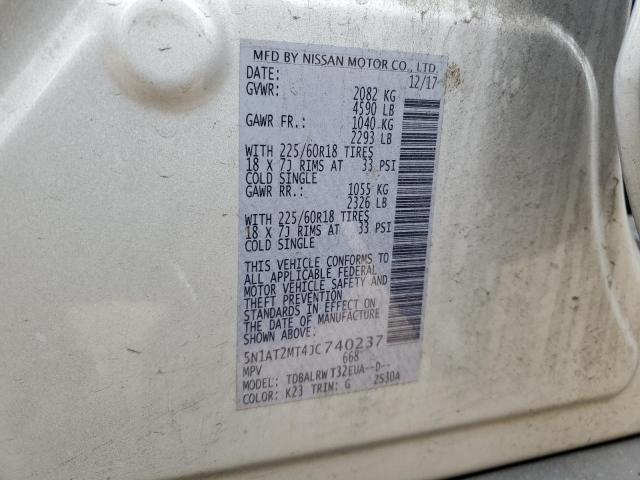 MFD BY NISSAN MOTOR CO., LTD.
DATE: 12/17
GVWR: 2082 KG
4590 LB
GAWR FR.: 1040 KG
2293 LB
WITH 225/60R18 TIRES
18 X 7J RIMS AT 33 PSI
COLD SINGLE
GAWR RR.: 1055 KG
2326 LB
WITH 225/60R18 TIRES
18 X 7J RIMS AT 33 PSI
COLD SINGLE
THIS VEHICLE CONFORMS TO
ALL APPLICABLE FEDERAL
MOTOR VEHICLE SAFETY AND
THEFT PREVENTION
STANDARDS IN EFFECT ON
THE DATE OF MANUFACTURE
SHOWN ABOVE.
5N1AT2MT4JC740237
MPV 668
MODEL: TDBALRW T32EUA--D--
COLOR: K23 TRIM: G 2S30A